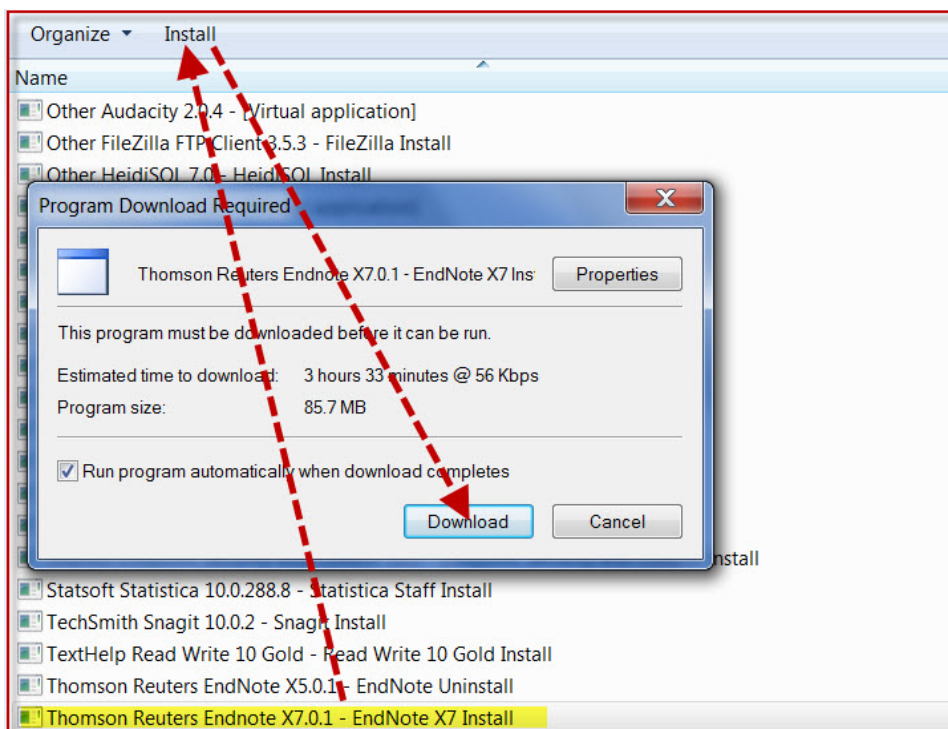 Organize Install
Name
Other Audacity 2.0.4 - [Virtual application]
Other FileZilla FTP Client 3.5.3 - FileZilla Install
Other HeidiSQL 7.0 - HeidiSQL Install
Program Download Required
Thomson Reuters Endnote X7.0.1 - EndNote X7 Ins
Properties
This program must be downloaded before it can be run.
Estimated time to download: 3 hours 33 minutes @ 56 Kbps
Program size: 85.7 MB
Run program automatically when download completes
Download Cancel
nstall
Statsoft Statistica 10.0.288.8 - Statistica Staff Install
TechSmith Snagit 10.0.2 - Snagit Install
TextHelp Read Write 10 Gold - Read Write 10 Gold Install
Thomson Reuters EndNote X5.0.1 - EndNote Uninstall
Thomson Reuters Endnote X7.0.1 - EndNote X7 Install